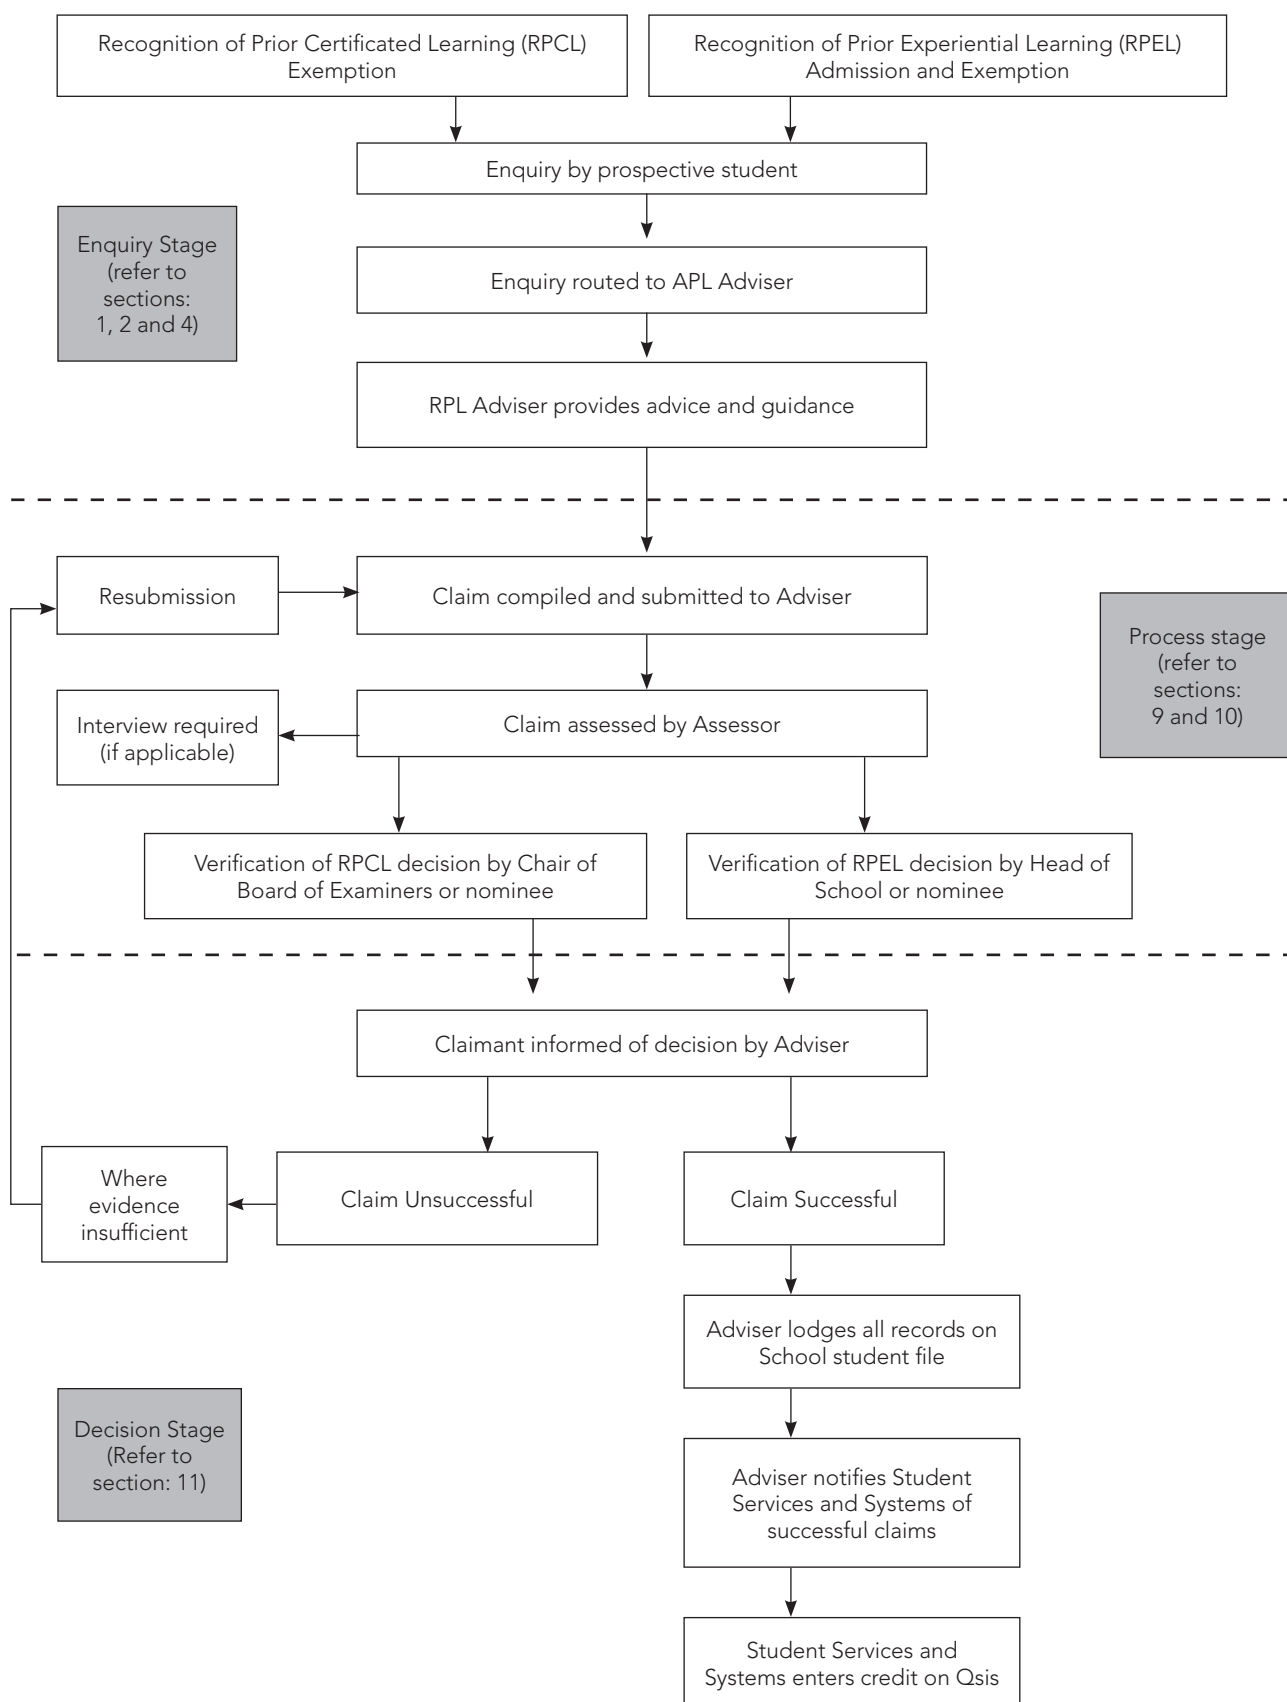 Recognition of Prior Certificated Learning (RPCL)
Exemption
Recognition of Prior Experiential Learning (RPEL)
Admission and Exemption
Enquiry by prospective student
Enquiry Stage
(refer to
sections:
1, 2 and 4)
Enquiry routed to APL Adviser
RPL Adviser provides advice and guidance
Resubmission
Claim compiled and submitted to Adviser
Process stage
(refer to
sections:
9 and 10)
Interview required
(if applicable)
Claim assessed by Assessor
Verification of RPCL decision by Chair of
Board of Examiners or nominee
Verification of RPEL decision by Head of
School or nominee
Claimant informed of decision by Adviser
Where
evidence
insufficient
Claim Unsuccessful
Claim Successful
Adviser lodges all records on
School student file
Decision Stage
(Refer to
section: 11)
Adviser notifies Student
Services and Systems of
successful claims
Student Services and
Systems enters credit on Qsis